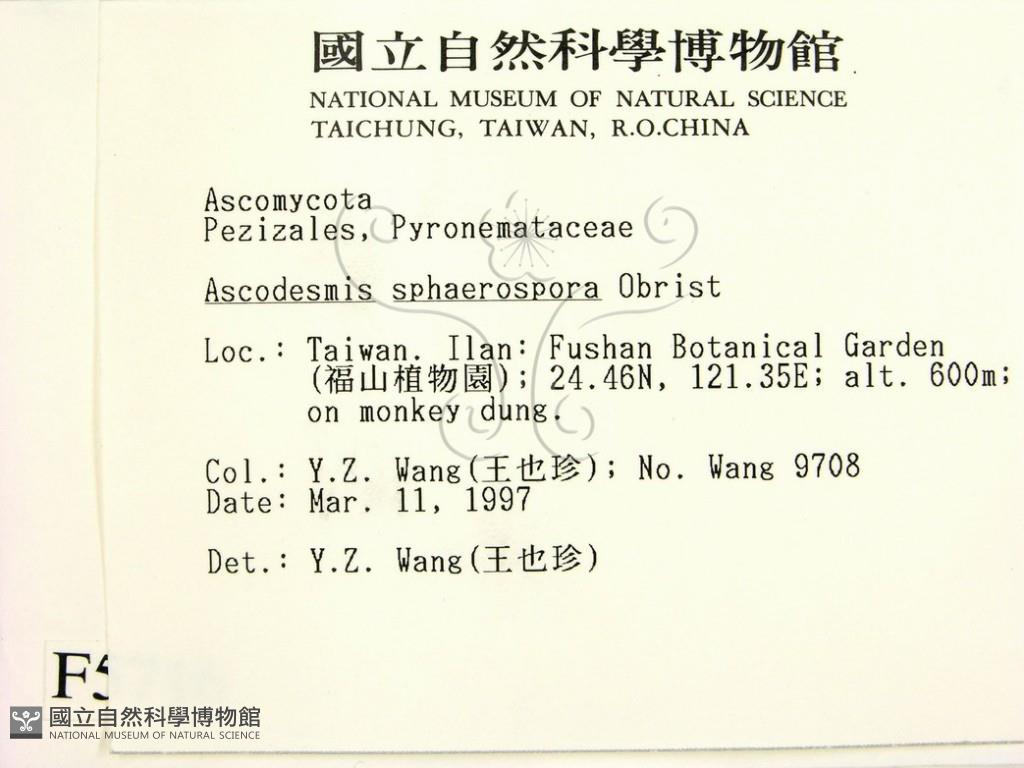 國立自然科學博物館
NATIONAL MUSEUM OF NATURAL SCIENCE
TAICHUNG, TAIWAN, R.O.CHINA
Ascomycota
Pezizales, Pyronemataceae
Ascodesmis sphaerospora Obrist
Loc.: Taiwan. Ilan: Fushan Botanical Garden
(福山植物園); 24.46N, 121.35E; alt. 600m;
on monkey dung.
Col.: Y.Z. Wang(王也珍); No. Wang 9708
Date: Mar. 11, 1997
Det.: Y.Z. Wang(王也珍)
F5
國立自然科學博物館
NATIONAL MUSEUM OF NATURAL SCIENCE